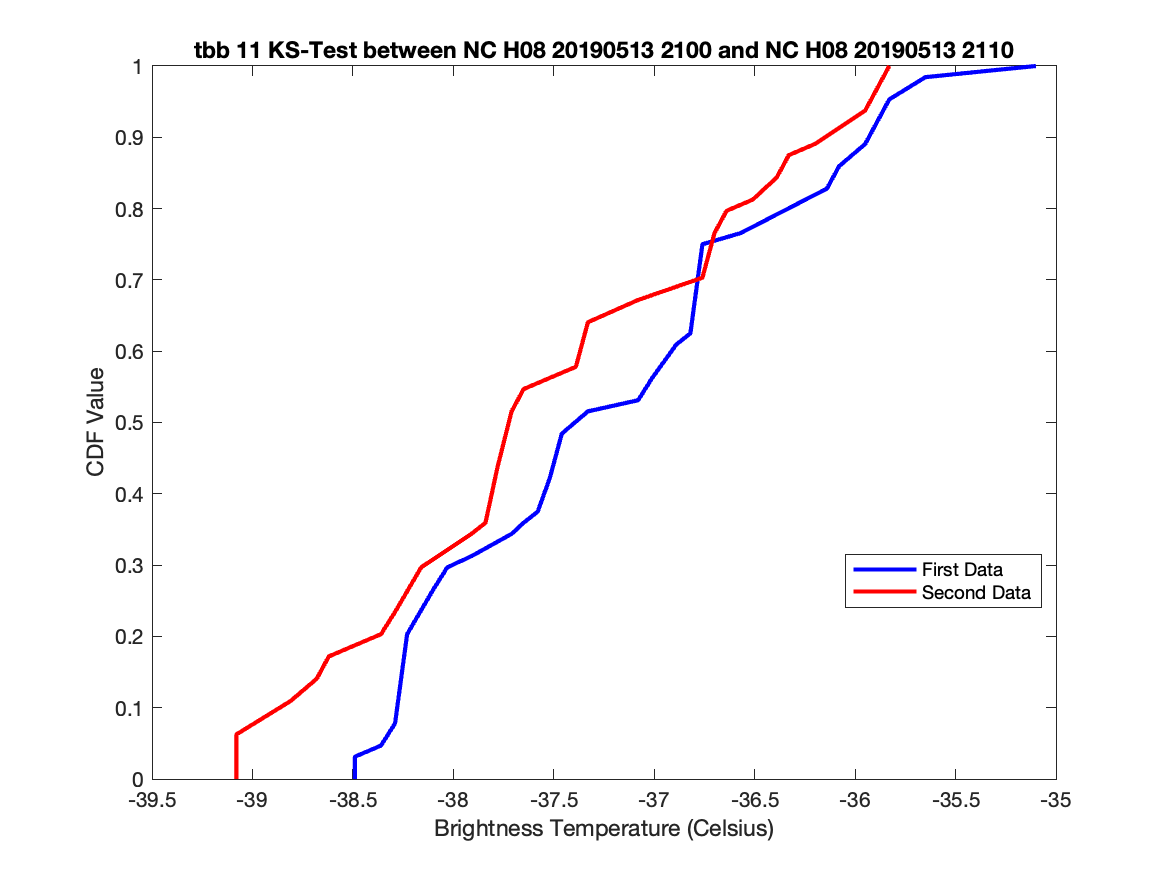 tbb 11 KS-Test between NC H08 20190513 2100 and NC H08 20190513 2110
1
0.9
0.8
0.7
0.6
0.5
0.4
0.3
0.2
0.1
0
CDF Value
First Data
Second Data
-39.5 -39 -38.5 -38 -37.5 -37 -36.5 -36 -35.5 -35
Brightness Temperature (Celsius)